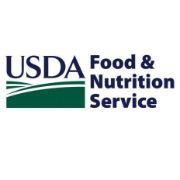 USDA Food &
Nutrition
Service